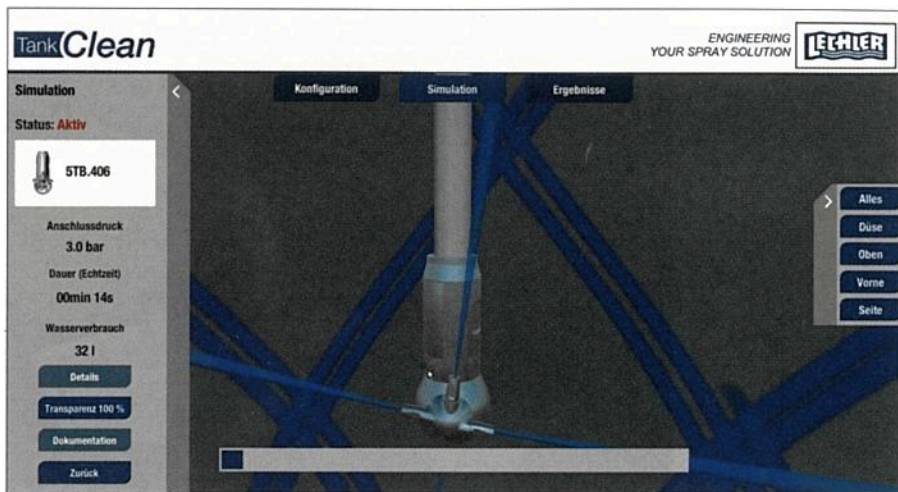 TankClean
ENGINEERING
YOUR SPRAY SOLUTION
LECHLER
Simulation
Status: Aktiv
5TB.406
Anschlussdruck
3.0 bar
Dauer (Echtzeit)
00min 14s
Wasserverbrauch
32 l
Details
Transparenz 100 %
Dokumentation
Zurück
Konfiguration
Simulation
Ergebnisse
Alles
Düse
Oben
Vorne
Seite